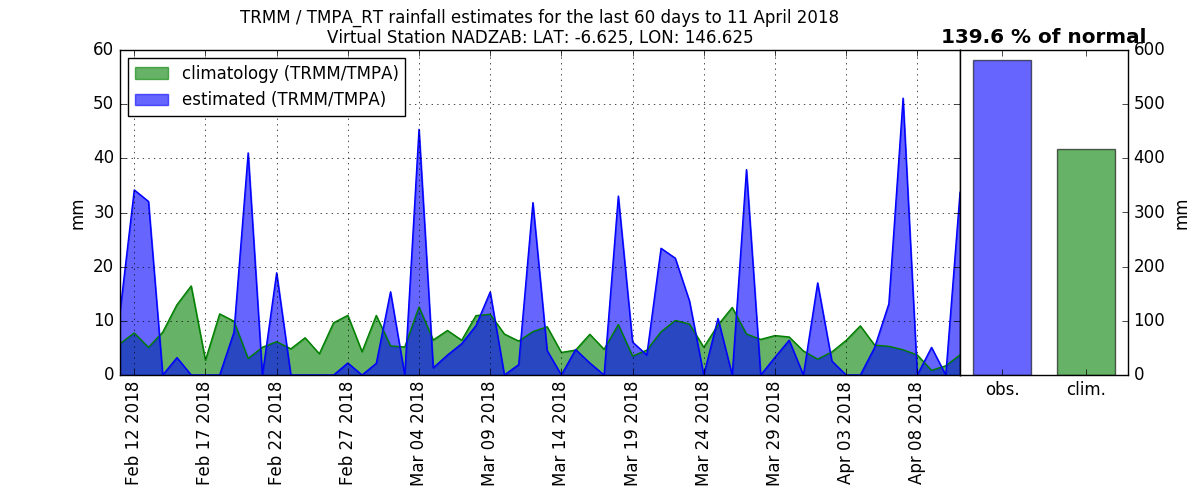 TRMM / TMPA_RT rainfall estimates for the last 60 days to 11 April 2018
Virtual Station NADZAB: LAT: -6.625, LON: 146.625
139.6 % of normal
climatology (TRMM/TMPA)
estimated (TRMM/TMPA)
60
50
40
30
20
10
0
mm
Feb 12 2018
Feb 17 2018
Feb 22 2018
Feb 27 2018
Mar 04 2018
Mar 09 2018
Mar 14 2018
Mar 19 2018
Mar 24 2018
Mar 29 2018
Apr 03 2018
Apr 08 2018
obs.
clim.
600
500
400
300
200
100
0
mm